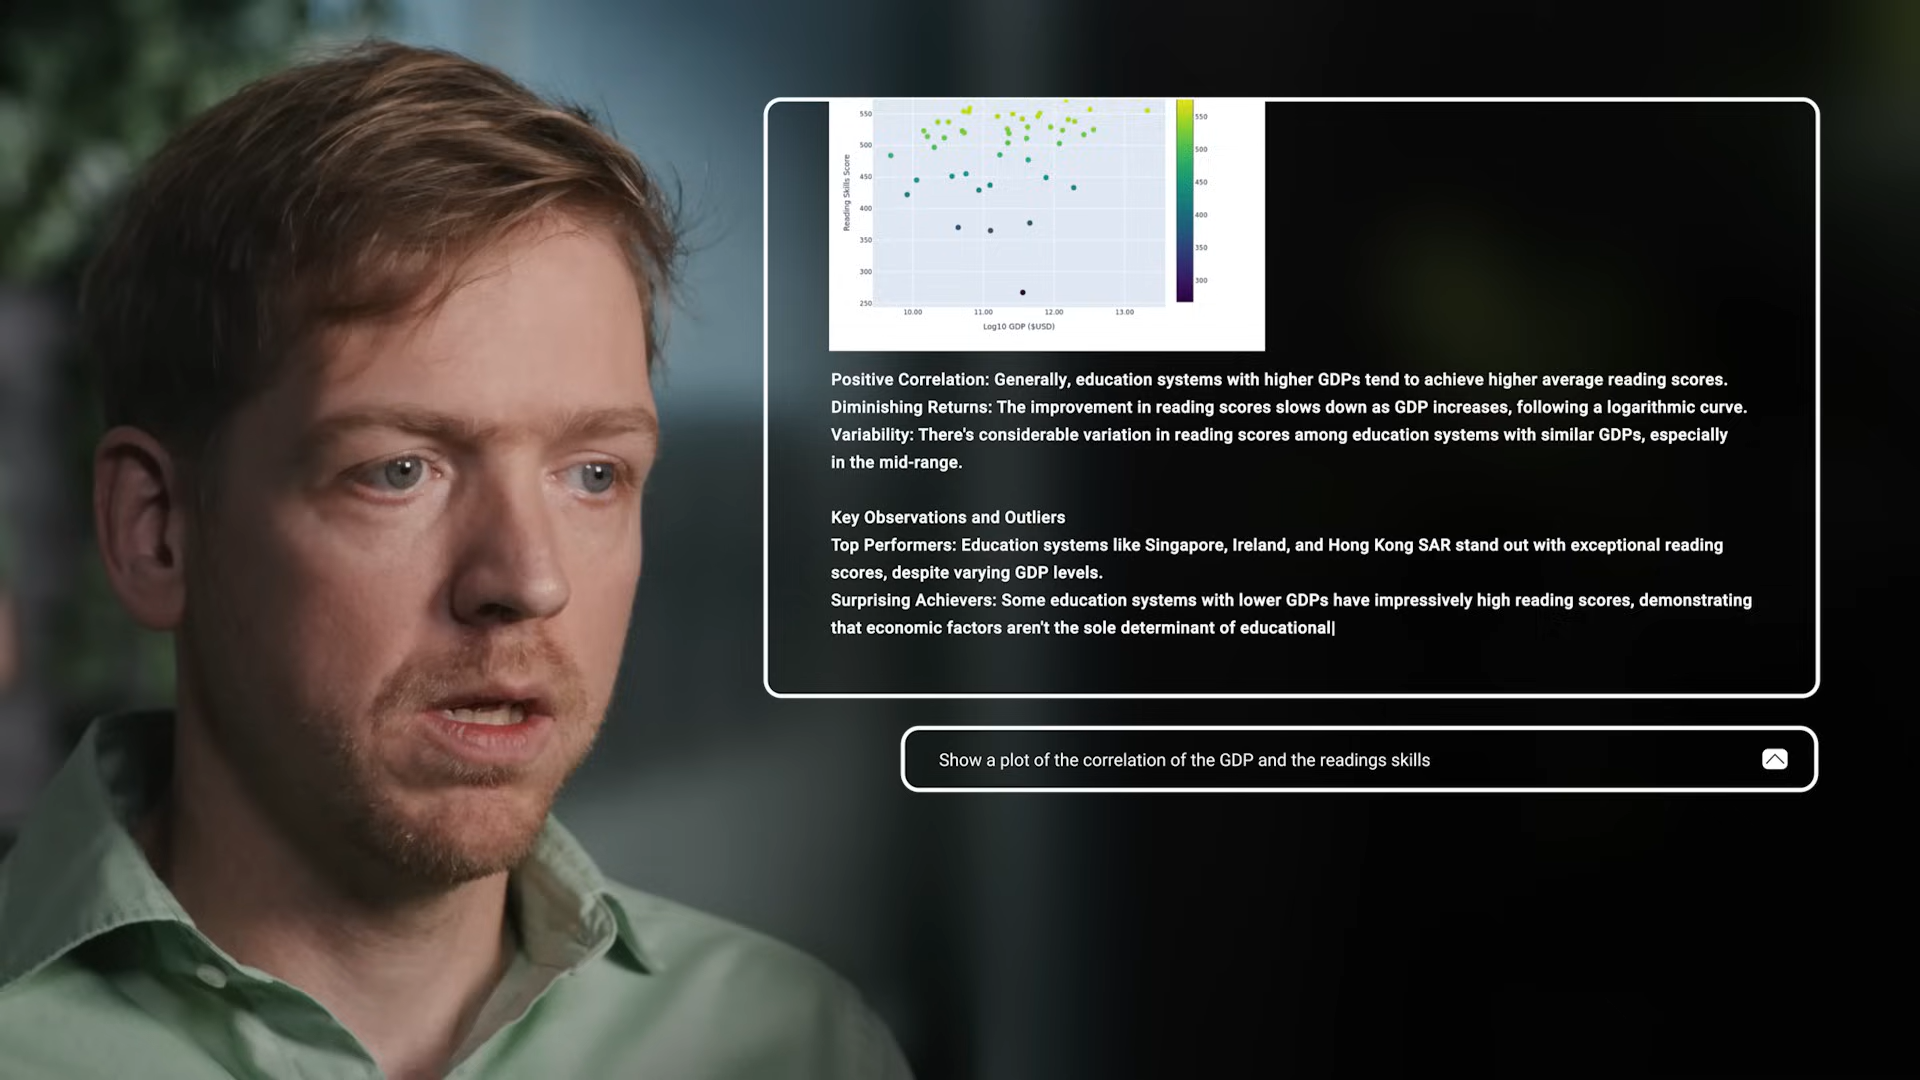 550
500
450
400
350
300
250
Reading Skills Score
10.00 11.00 12.00 13.00
Log10 GDP ($USD)
550
500
450
400
350
300
Positive Correlation: Generally, education systems with higher GDPs tend to achieve higher average reading scores.
Diminishing Returns: The improvement in reading scores slows down as GDP increases, following a logarithmic curve.
Variability: There's considerable variation in reading scores among education systems with similar GDPs, especially
in the mid-range.
Key Observations and Outliers
Top Performers: Education systems like Singapore, Ireland, and Hong Kong SAR stand out with exceptional reading
scores, despite varying GDP levels.
Surprising Achievers: Some education systems with lower GDPs have impressively high reading scores, demonstrating
that economic factors aren't the sole determinant of educational
Show a plot of the correlation of the GDP and the readings skills